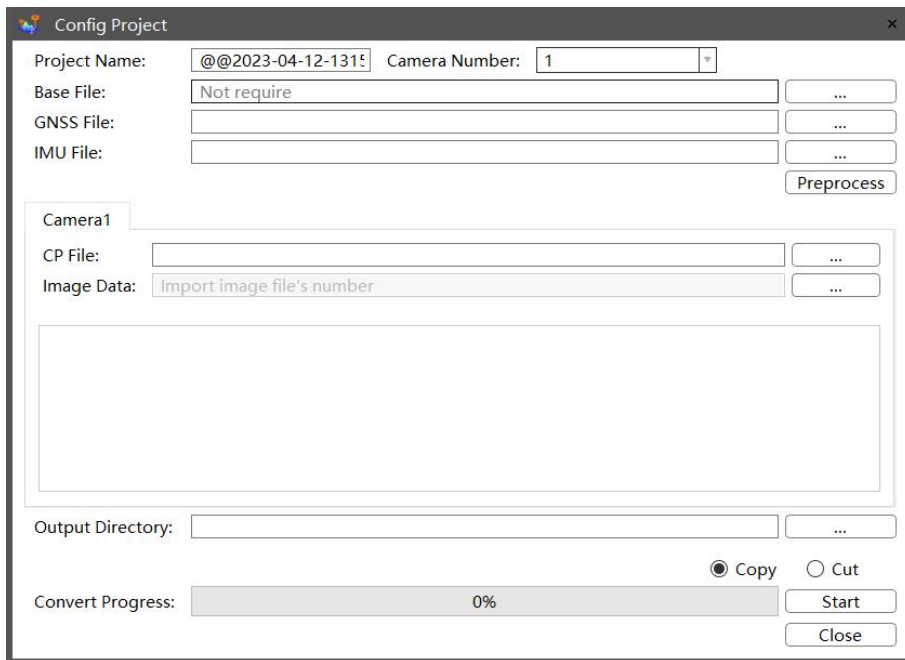 Config Project
Project Name: @@2023-04-12-1315 Camera Number: 1
Base File: Not require ...
GNSS File: ...
IMU File: ...
Preprocess
Camera1
CP File: ...
Image Data: Import image file's number ...
Output Directory: ...
Copy Cut
Convert Progress: 0% Start
Close